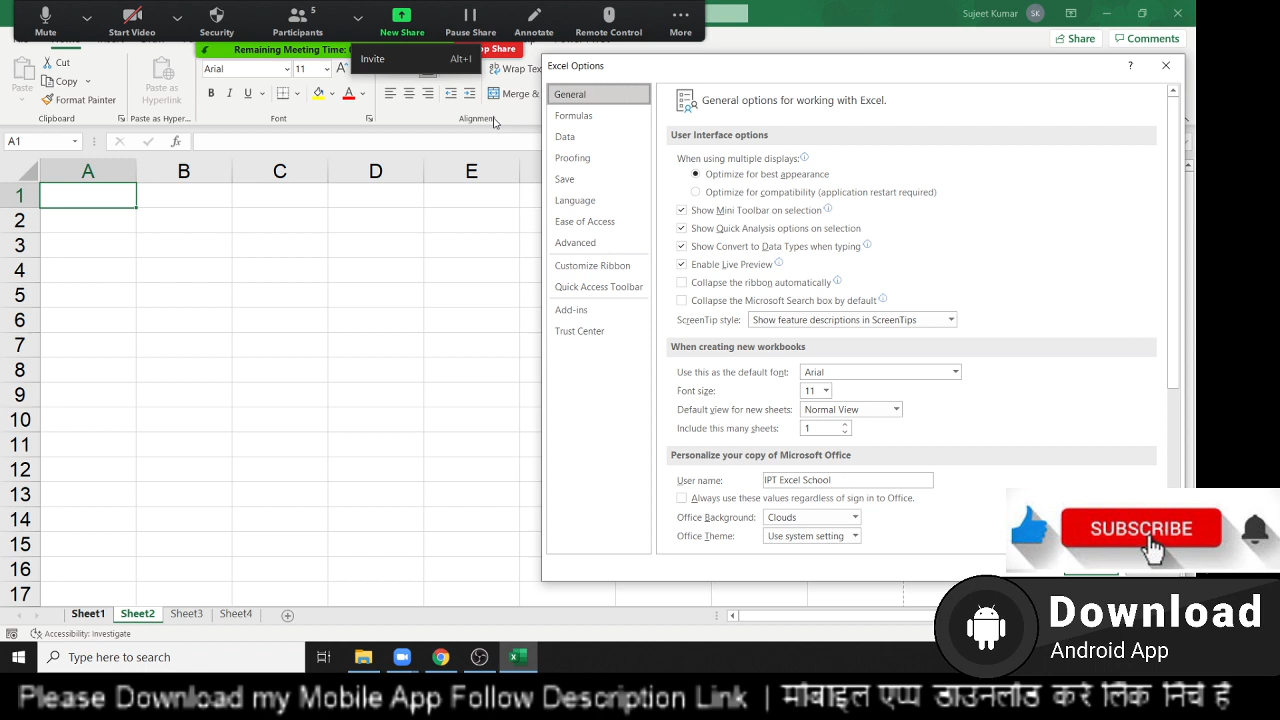 Mute
Start Video
Security
Participants
5
New Share
Pause Share
Annotate
Remote Control
More
Sujeet Kumar
SK
Share
Comments
Remaining Meeting Time:
Share
Invite
Alt+I
Paste
Cut
Copy
Format Painter
Clipboard
Paste as
Hyperlink
Paste as Hyper...
Arial
11
A
B I U
A
Font
Wrap Text
Merge &
Alignment
A1
fx
A B C D E
1
2
3
4
5
6
7
8
9
10
11
12
13
14
15
16
17
Excel Options
?
General
Formulas
Data
Proofing
Save
Language
Ease of Access
Advanced
Customize Ribbon
Quick Access Toolbar
Add-ins
Trust Center
General options for working with Excel.
User Interface options
When using multiple displays:
Optimize for best appearance
Optimize for compatibility (application restart required)
Show Mini Toolbar on selection
Show Quick Analysis options on selection
Show Convert to Data Types when typing
Enable Live Preview
Collapse the ribbon automatically
Collapse the Microsoft Search box by default
ScreenTip style: Show feature descriptions in ScreenTips
When creating new workbooks
Use this as the default font: Arial
Font size: 11
Default view for new sheets: Normal View
Include this many sheets: 1
Personalize your copy of Microsoft Office
User name: IPT Excel School
Always use these values regardless of sign in to Office.
Office Background: Clouds
Office Theme: Use system setting
SUBSCRIBE
Download
Android App
Sheet1 Sheet2 Sheet3 Sheet4
Accessibility: Investigate
Type here to search
Please Download my Mobile App Follow Description Link | मोबाइल एप्प डाउनलोड करे लिंक निचे है